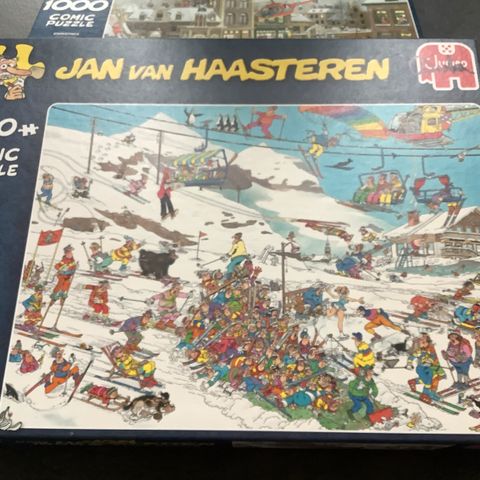 1000
COMIC
PUZZLE
JAN VAN HAASTEREN
Jumbo